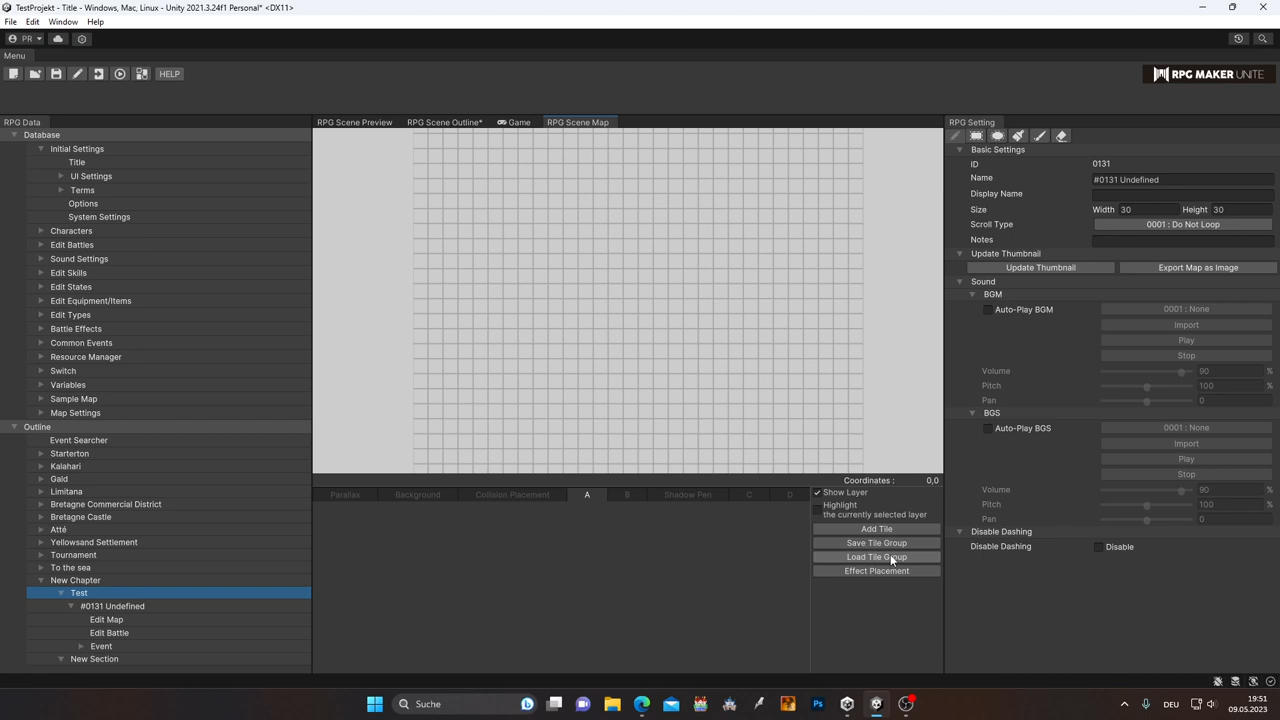 TestProjekt - Title - Windows, Mac, Linux - Unity 2021.3.24f1 Personal* <DX11>
File Edit Window Help
PR
Menu
HELP
RPG MAKER UNITE
RPG Data
RPG Scene Preview RPG Scene Outline* Game RPG Scene Map
RPG Setting
Database
Initial Settings
Title
UI Settings
Terms
Options
System Settings
Characters
Edit Battles
Sound Settings
Edit Skills
Edit States
Edit Equipment/Items
Edit Types
Battle Effects
Common Events
Resource Manager
Switch
Variables
Sample Map
Map Settings
Outline
Event Searcher
Starterton
Kalahari
Gald
Limitana
Bretagne Commercial District
Bretagne Castle
Atté
Yellowsand Settlement
Tournament
To the sea
New Chapter
Test
#0131 Undefined
Edit Map
Edit Battle
Event
New Section
Coordinates : 0,0
Parallax Background Collision Placement A B Shadow Pen C D
Show Layer
Highlight
the currently selected layer
Add Tile
Save Tile Group
Load Tile Group
Effect Placement
Basic Settings
ID 0131
Name #0131 Undefined
Display Name
Size Width 30 Height 30
Scroll Type 0001 : Do Not Loop
Notes
Update Thumbnail
Update Thumbnail Export Map as Image
Sound
BGM
Auto-Play BGM 0001 : None
Import
Play
Stop
Volume 90 %
Pitch 100 %
Pan 0
BGS
Auto-Play BGS 0001 : None
Import
Play
Stop
Volume 90 %
Pitch 100 %
Pan 0
Disable Dashing
Disable Dashing Disable
Suche
Ps
DEU
19:51
09.05.2023